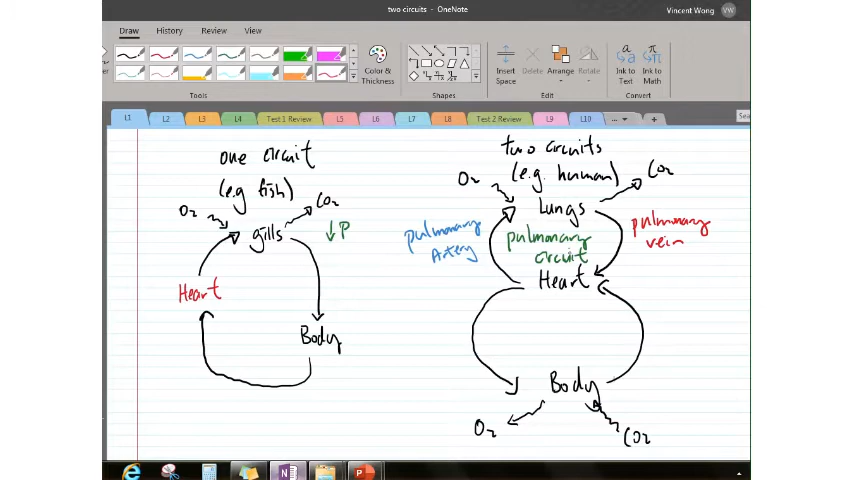 two circuits - OneNote
Vincent Wong VW
Draw History Review View
Color &
Thickness
Insert
Space
Delete Arrange Rotate
Ink to
Text
Ink to
Math
Tools Shapes Edit Convert
L1 L2 L3 L4 Test 1 Review L5 L6 L7 L8 Test 2 Review L9 L10 ... +
Sea
one circuit
(e.g fish)
O2
CO2
gills
↓P
Heart
Body
two circuits
(e.g. human)
O2
CO2
Lungs
pulmonary
Artery
pulmonary
circuit
pulmonary
vein
Heart
Body
O2
CO2